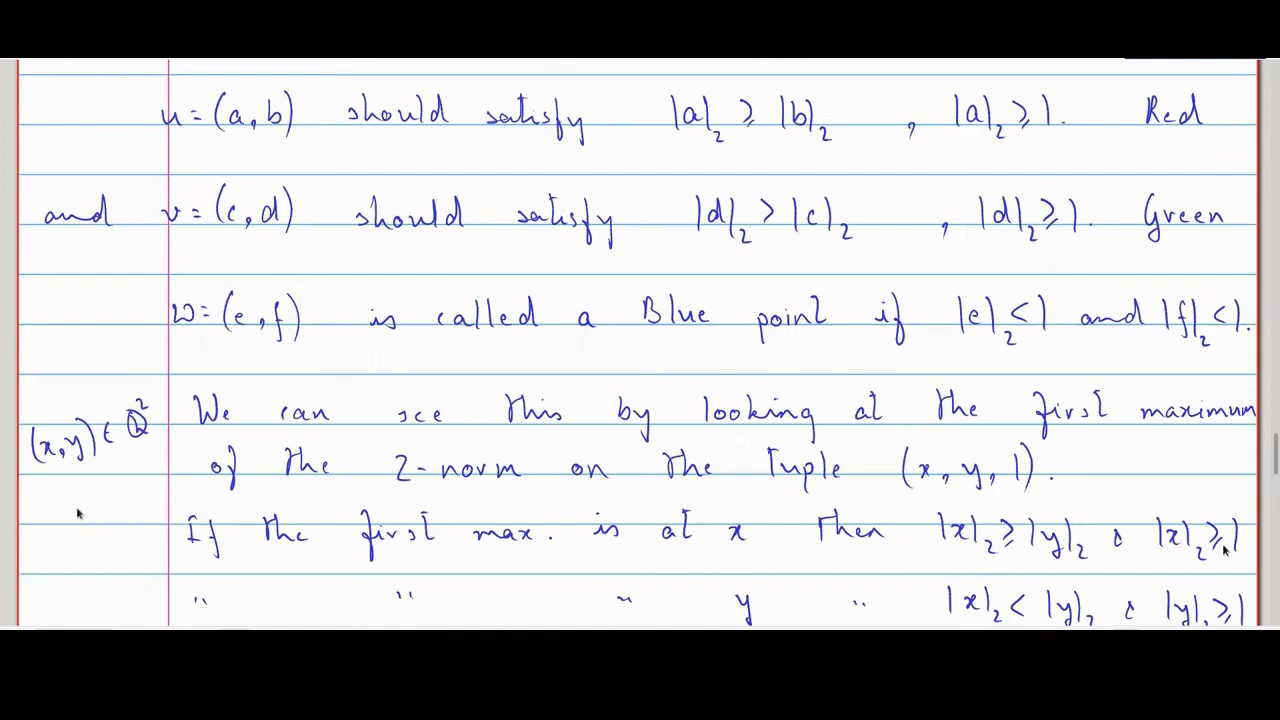 u = (a, b) should satisfy |a|₂ ⩾ |b|₂ , |a|₂ ⩾ 1. Red
and v = (c, d) should satisfy |d|₂ > |c|₂ , |d|₂ ⩾ 1. Green
w = (e, f) is called a Blue point if |e|₂ < 1 and |f|₂ < 1.
(x, y) ∈ ℚ² We can see this by looking at the first maximum
of the 2-norm on the tuple (x, y, 1).
If the first max. is at x then |x|₂ ⩾ |y|₂ & |x|₂ ⩾ 1
" " " y " |x|₂ < |y|₂ & |y|₂ ⩾ 1